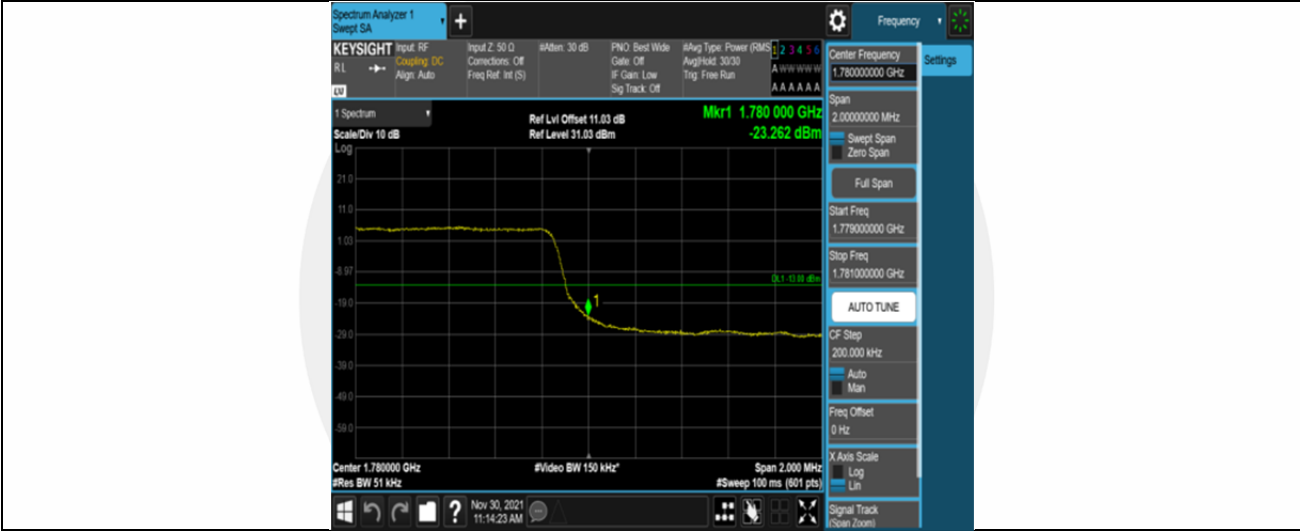 Spectrum Analyzer 1
Swept SA
+
Frequency
KEYSIGHT
R L
Input: RF
Coupling: DC
Align: Auto
Input Z: 50 Ω
Corrections: Off
Freq Ref: Int (S)
#Atten: 30 dB
PNO: Best Wide
Gate: Off
IF Gain: Low
Sig Track: Off
#Avg Type: Power (RMS
Avg|Hold: 30/30
Trig: Free Run
1 2 3 4 5 6
A W W W W W
A A A A A A
1 Spectrum
Scale/Div 10 dB
Log
Ref Lvl Offset 11.03 dB
Ref Level 31.03 dBm
Mkr1 1.780 000 GHz
-23.262 dBm
21.0
11.0
1.03
-8.97
-19.0
-29.0
-39.0
-49.0
-59.0
DL1 -13.00 dBm
1
Center 1.780000 GHz
#Res BW 51 kHz
#Video BW 150 kHz*
Span 2.000 MHz
#Sweep 100 ms (601 pts)
?
Nov 30, 2021
11:14:23 AM
Center Frequency
1.780000000 GHz
Settings
Span
2.00000000 MHz
Swept Span
Zero Span
Full Span
Start Freq
1.779000000 GHz
Stop Freq
1.781000000 GHz
AUTO TUNE
CF Step
200.000 kHz
Auto
Man
Freq Offset
0 Hz
X Axis Scale
Log
Lin
Signal Track
(Span Zoom)